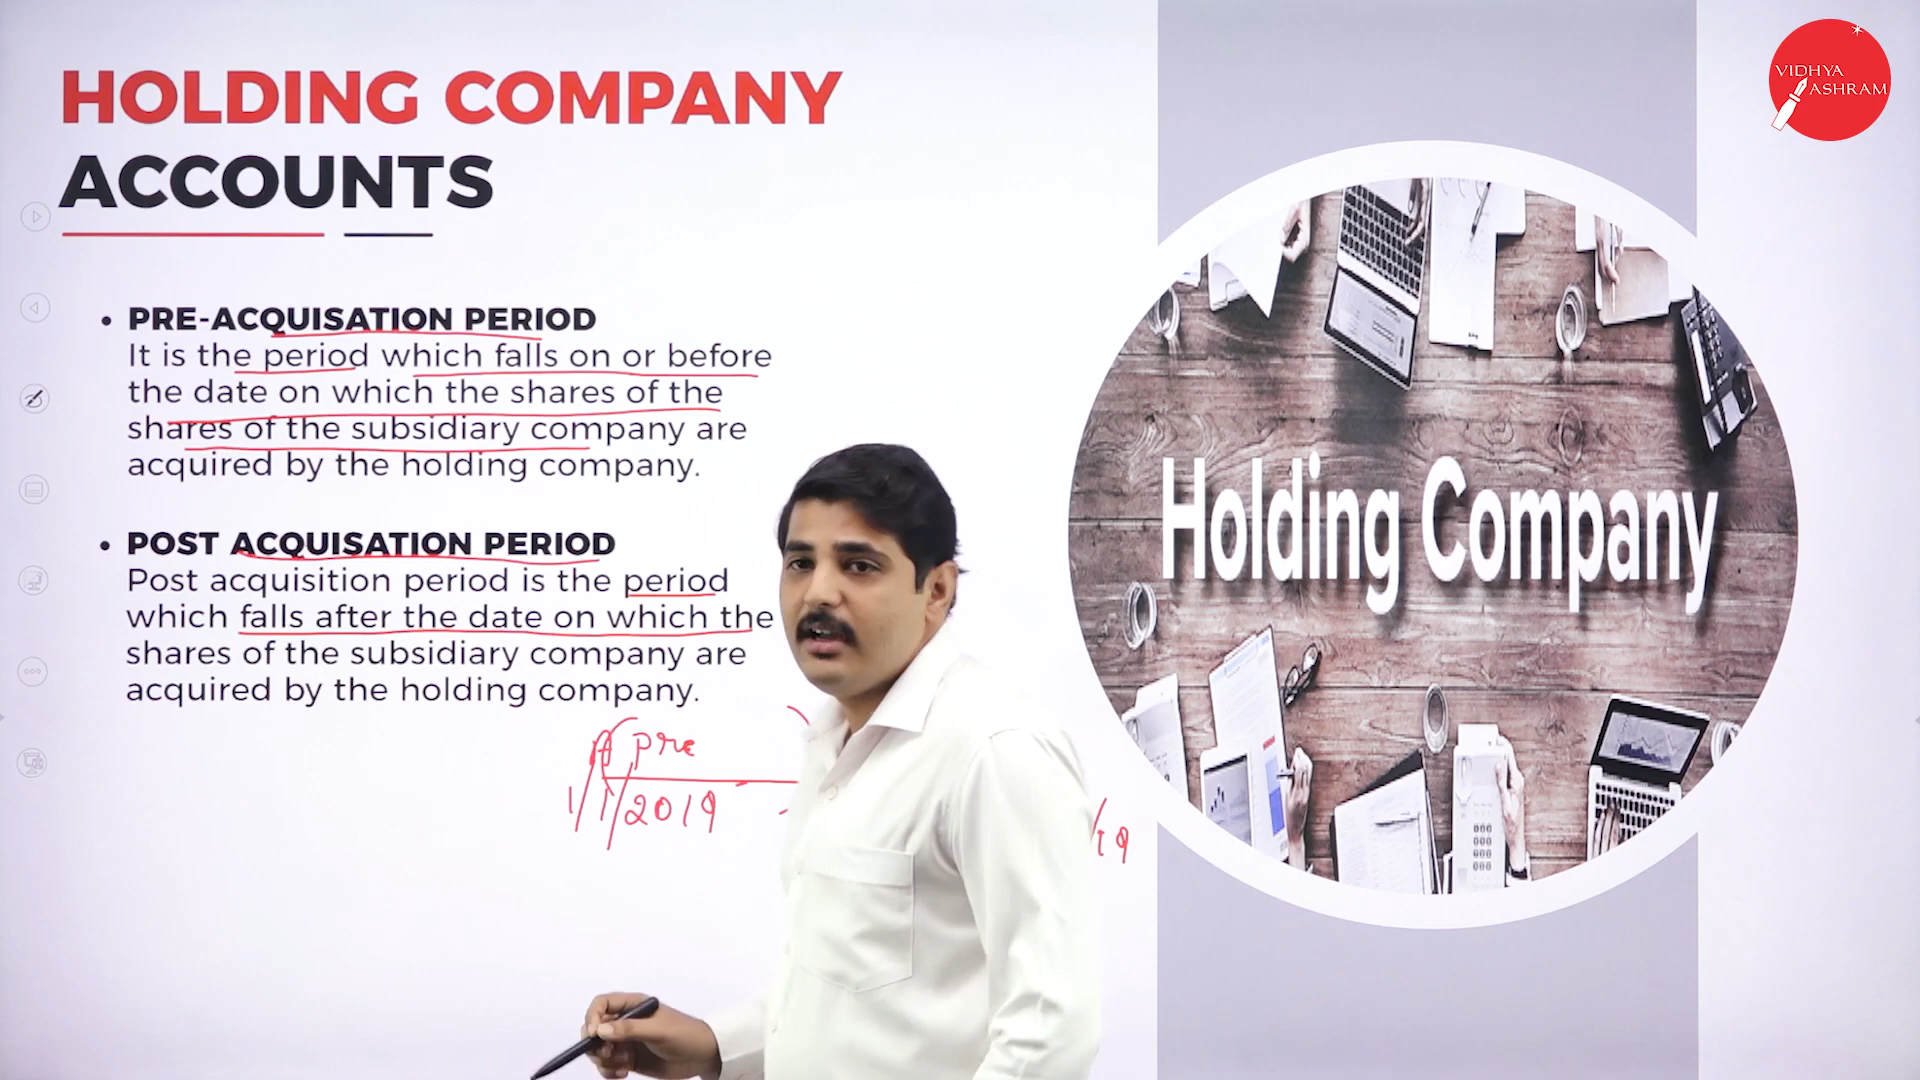 HOLDING COMPANY
ACCOUNTS
• PRE-ACQUISATION PERIOD
It is the period which falls on or before
the date on which the shares of the
shares of the subsidiary company are
acquired by the holding company.
• POST ACQUISATION PERIOD
Post acquisition period is the period
which falls after the date on which the
shares of the subsidiary company are
acquired by the holding company.
pre
1/1/2019
/19
Holding Company
VIDHYA
ASHRAM